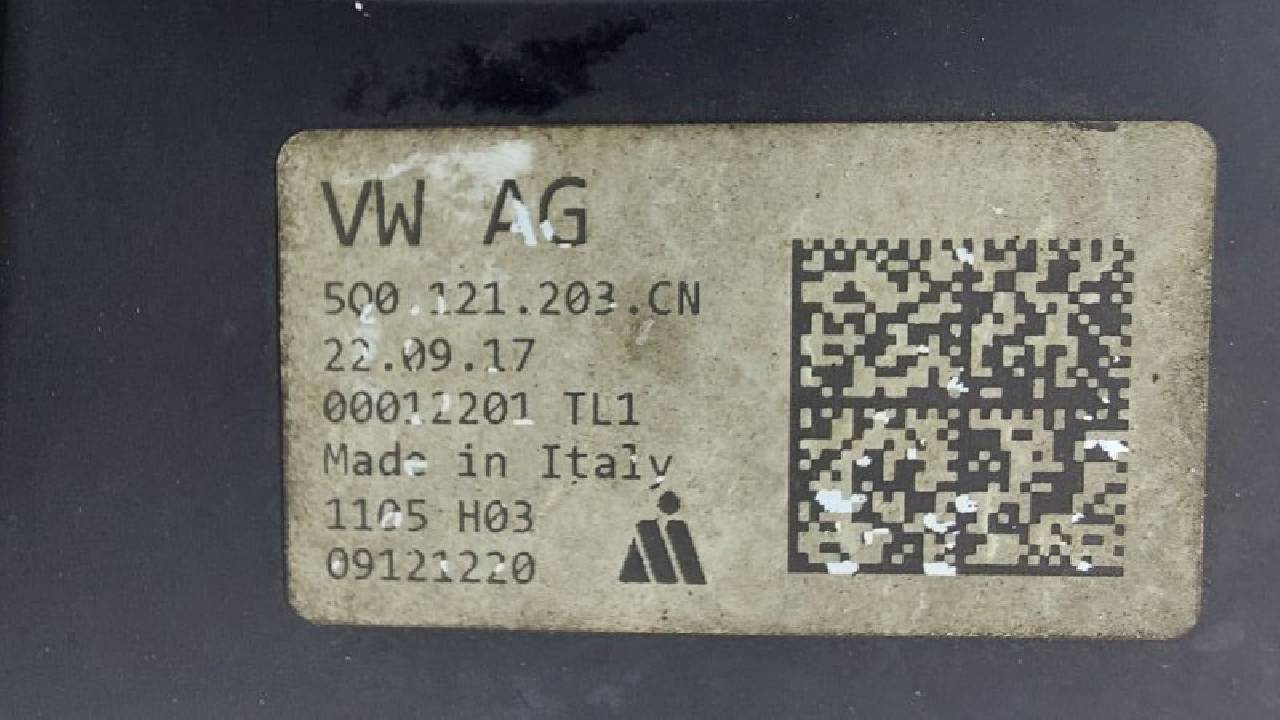 VW AG
5Q0.121.203.CN
22.09.17
00012201 TL1
Made in Italy
1105 H03
09121220